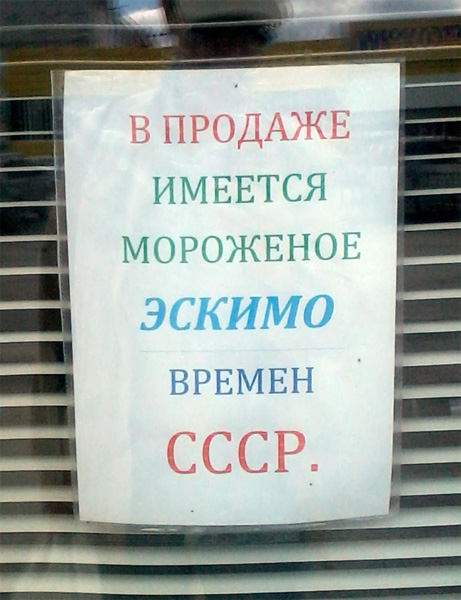 В ПРОДАЖЕ
ИМЕЕТСЯ
МОРОЖЕНОЕ
ЭСКИМО
ВРЕМЕН
СССР.